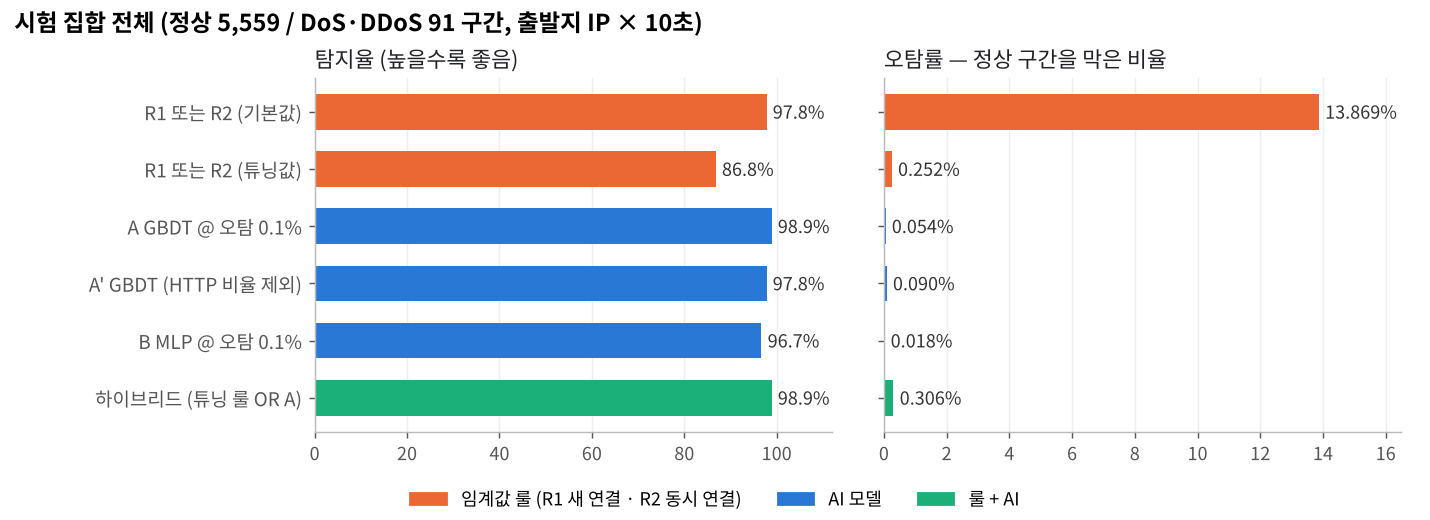 시험 집합 전체 (정상 5,559 / DoS·DDoS 91 구간, 출발지 IP × 10초)
탐지율 (높을수록 좋음)
오탐률 — 정상 구간을 막은 비율
R1 또는 R2 (기본값)
97.8%
13.869%
R1 또는 R2 (튜닝값)
86.8%
0.252%
A GBDT @ 오탐 0.1%
98.9%
0.054%
A' GBDT (HTTP 비율 제외)
97.8%
0.090%
B MLP @ 오탐 0.1%
96.7%
0.018%
하이브리드 (튜닝 룰 OR A)
98.9%
0.306%
0 20 40 60 80 100
0 2 4 6 8 10 12 14 16
임계값 룰 (R1 새 연결 · R2 동시 연결)
AI 모델
룰 + AI